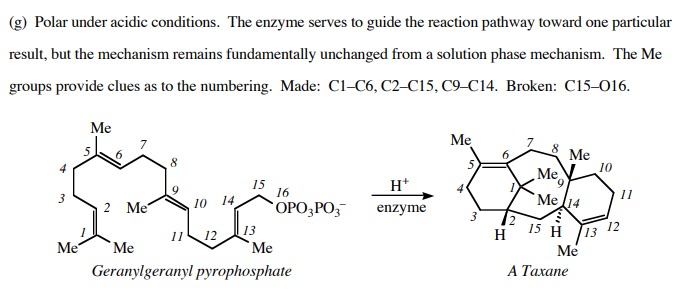 (g) Polar under acidic conditions. The enzyme serves to guide the reaction pathway toward one particular
result, but the mechanism remains fundamentally unchanged from a solution phase mechanism. The Me
groups provide clues as to the numbering. Made: C1–C6, C2–C15, C9–C14. Broken: C15–O16.
Me
5
6
7
4
8
3
2
Me
9
10
14
15
16
OPO3PO3–
1
11
12
13
Me
Me
Me
Geranylgeranyl pyrophosphate
H+
enzyme
Me
6
7
8
Me
5
Me
9
10
4
1
Me
14
11
3
2
15
H
13
12
H
Me
A Taxane